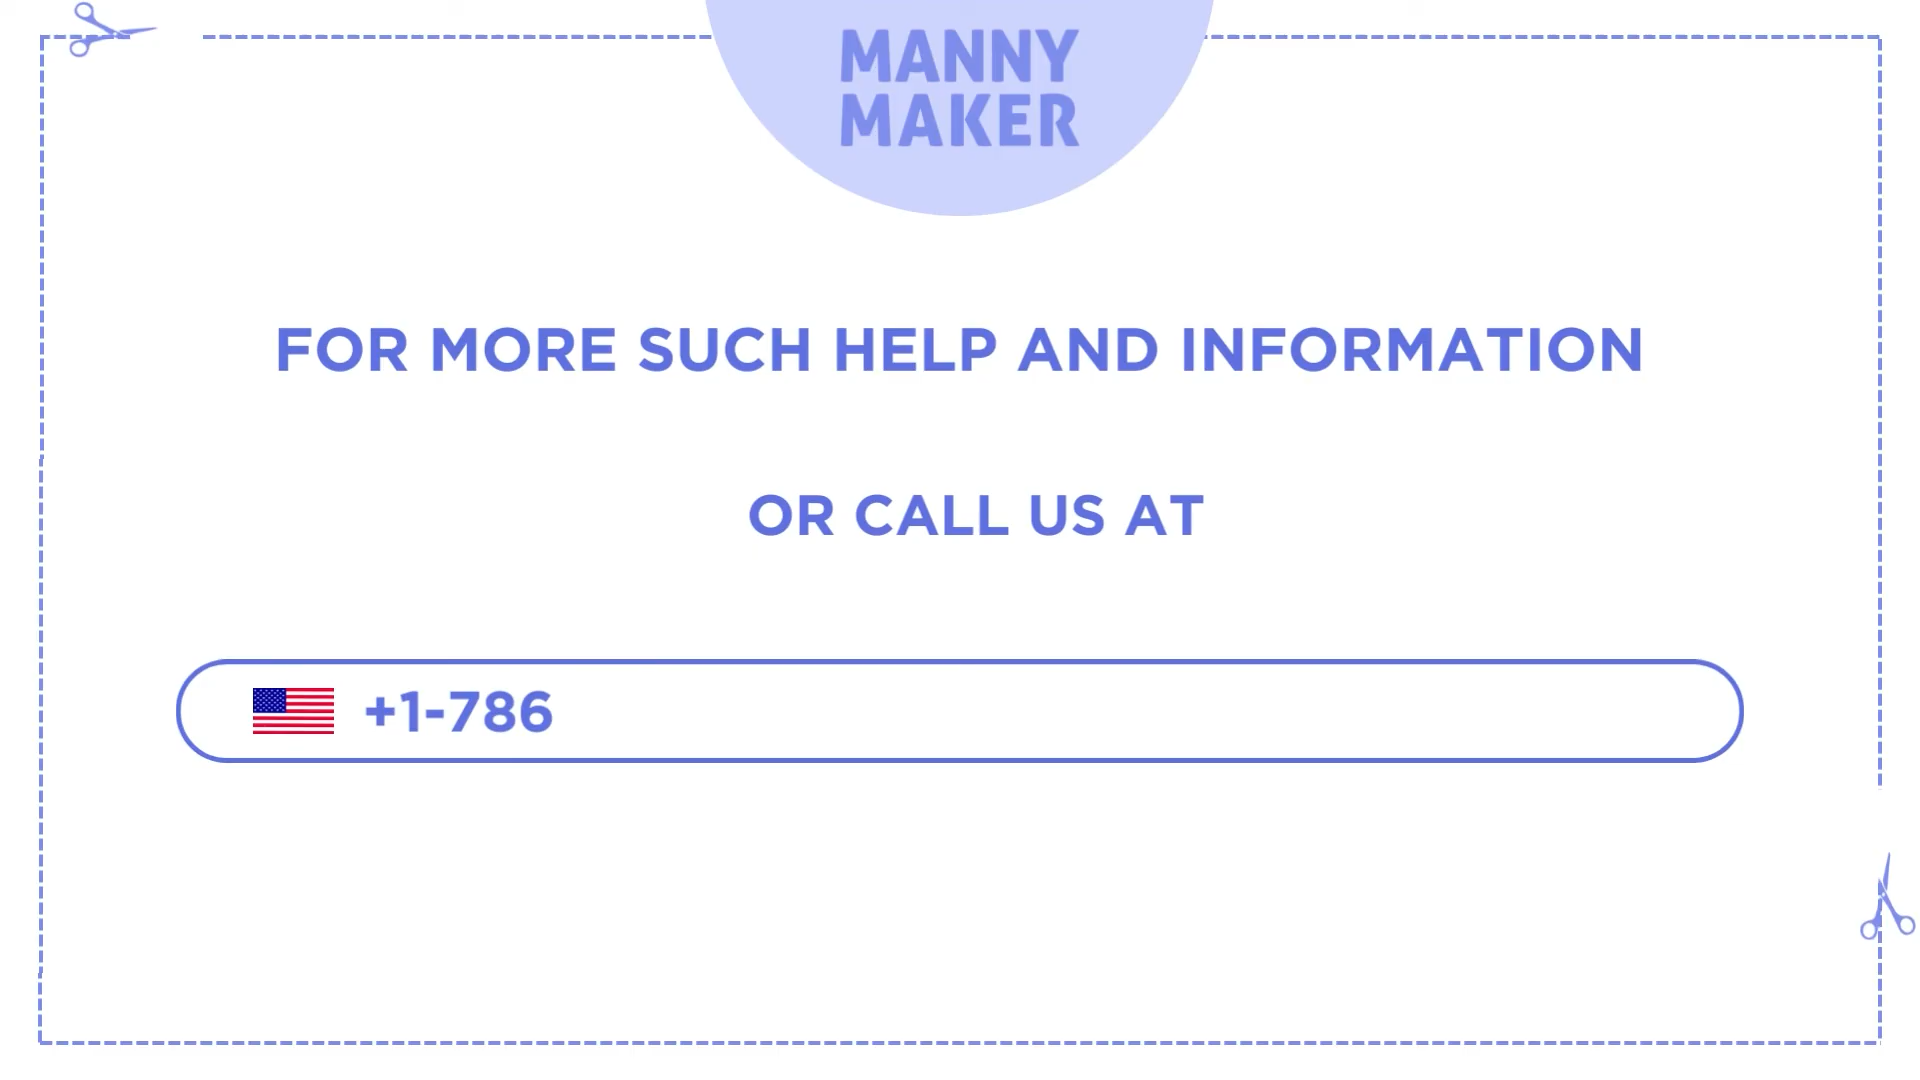 MANNY
MAKER
FOR MORE SUCH HELP AND INFORMATION
OR CALL US AT
+1-786